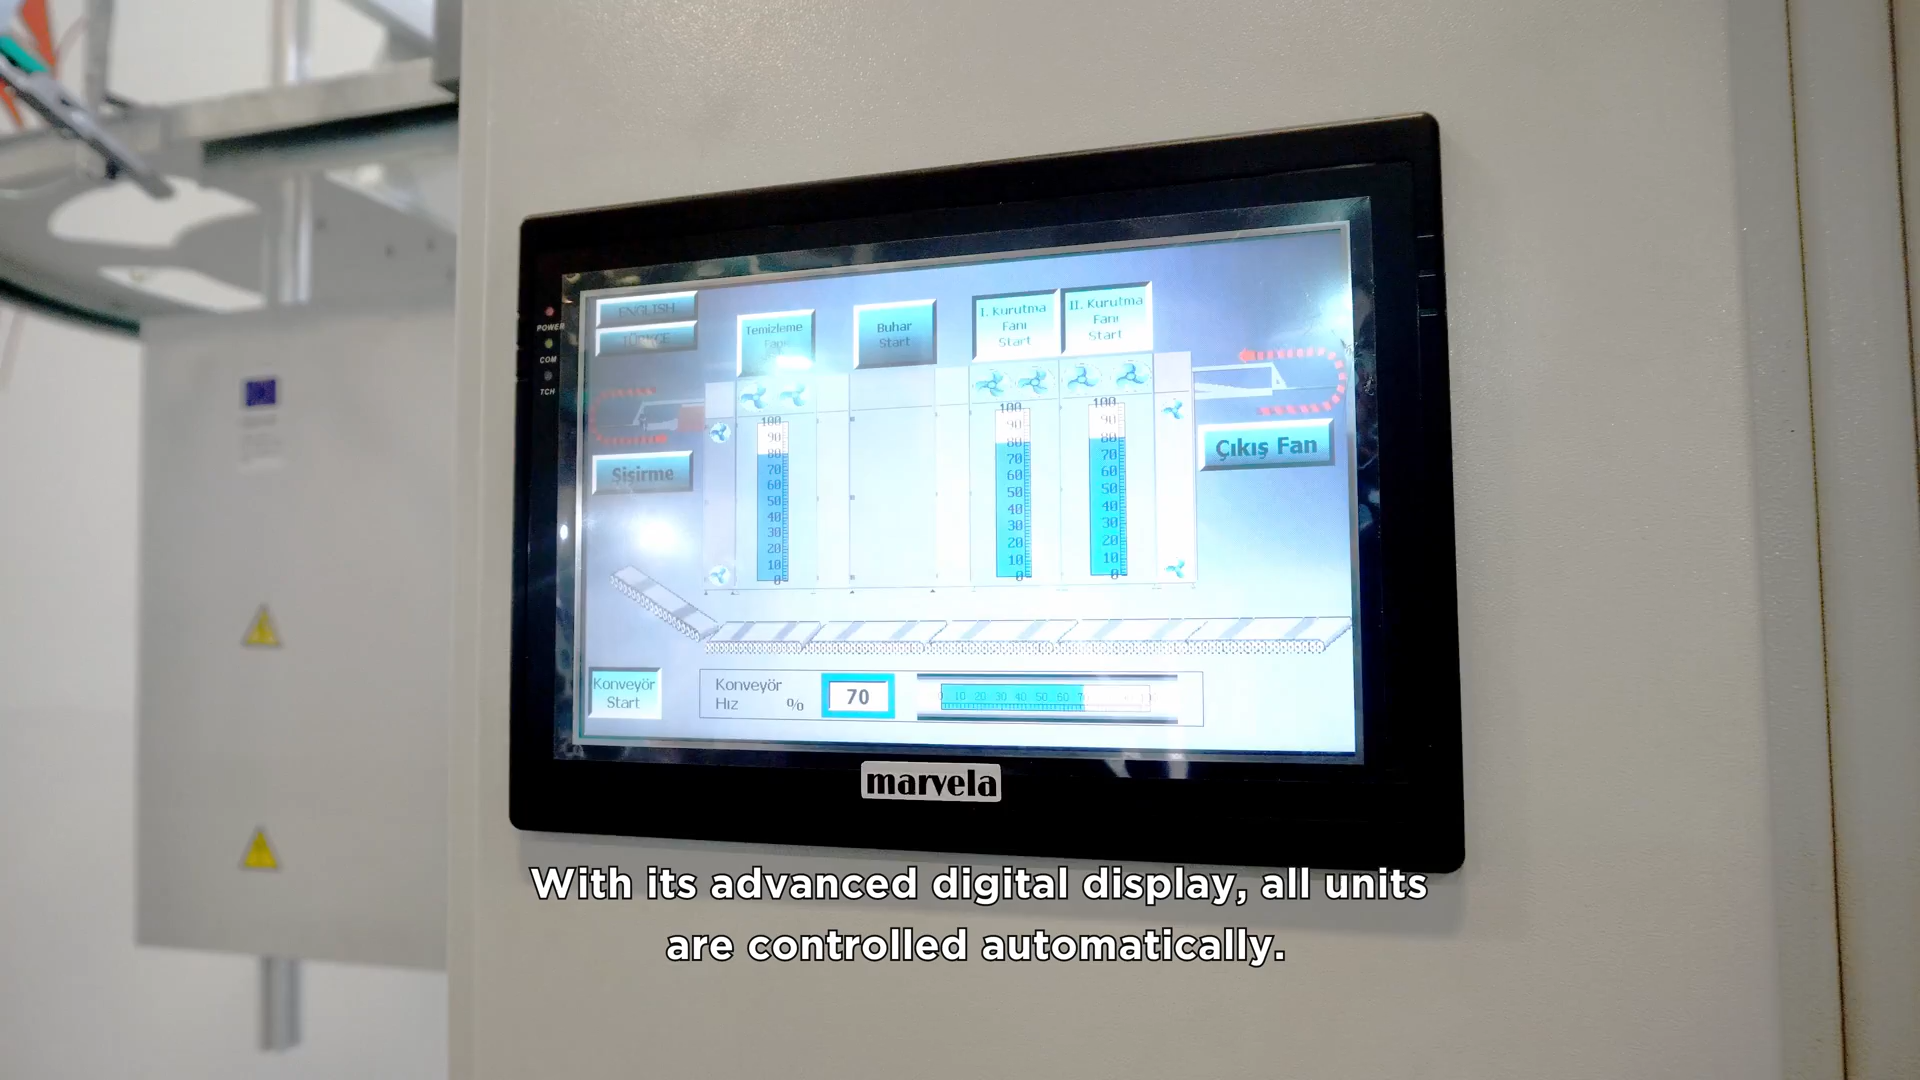 ENGLISH
TÜRKÇE
Temizleme
Fanı
Buhar
Start
I. Kurutma
Fanı
Start
II. Kurutma
Fanı
Start
POWER
COM
TCH
Şişirme
Çıkış Fan
100
90
80
70
60
50
40
30
20
10
0
100
90
80
70
60
50
40
30
20
10
0
100
90
80
70
60
50
40
30
20
10
0
Konveyör
Start
Konveyör
Hız %
70
0 10 20 30 40 50 60 70
marvela
With its advanced digital display, all units
are controlled automatically.